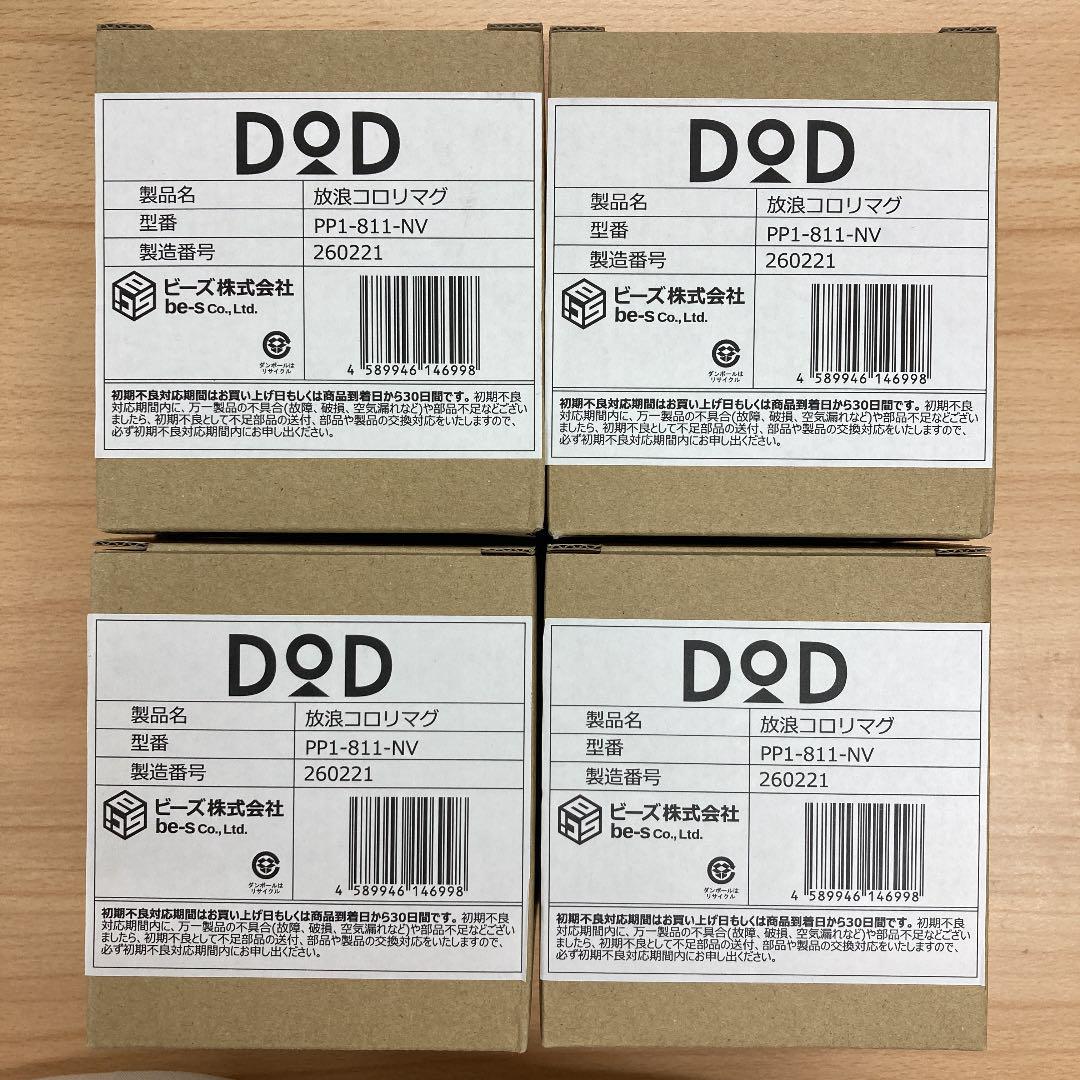 DOD
製品名 放浪コロリマグ
型番 PP1-811-NV
製造番号 260221
ビーズ株式会社
be-s Co., Ltd.
ダンボールは
リサイクル
4 589946 146998
初期不良対応期間はお買い上げ日もしくは商品到着日から30日間です。初期不良
対応期間内に、万一製品の不具合(故障、破損、空気漏れなど)や部品不足などござい
ましたら、初期不良として不足部品の送付、部品や製品の交換対応をいたしますので、
必ず初期不良対応期間内にお申し出ください。
DOD
製品名 放浪コロリマグ
型番 PP1-811-NV
製造番号 260221
ビーズ株式会社
be-s Co., Ltd.
ダンボールは
リサイクル
4 589946 146998
初期不良対応期間はお買い上げ日もしくは商品到着日から30日間です。初期不良
対応期間内に、万一製品の不具合(故障、破損、空気漏れなど)や部品不足などござい
ましたら、初期不良として不足部品の送付、部品や製品の交換対応をいたしますので、
必ず初期不良対応期間内にお申し出ください。
DOD
製品名 放浪コロリマグ
型番 PP1-811-NV
製造番号 260221
ビーズ株式会社
be-s Co., Ltd.
ダンボールは
リサイクル
4 589946 146998
初期不良対応期間はお買い上げ日もしくは商品到着日から30日間です。初期不良
対応期間内に、万一製品の不具合(故障、破損、空気漏れなど)や部品不足などござい
ましたら、初期不良として不足部品の送付、部品や製品の交換対応をいたしますので、
必ず初期不良対応期間内にお申し出ください。
DOD
製品名 放浪コロリマグ
型番 PP1-811-NV
製造番号 260221
ビーズ株式会社
be-s Co., Ltd.
ダンボールは
リサイクル
4 589946 146998
初期不良対応期間はお買い上げ日もしくは商品到着日から30日間です。初期不良
対応期間内に、万一製品の不具合(故障、破損、空気漏れなど)や部品不足などござい
ましたら、初期不良として不足部品の送付、部品や製品の交換対応をいたしますので、
必ず初期不良対応期間内にお申し出ください。